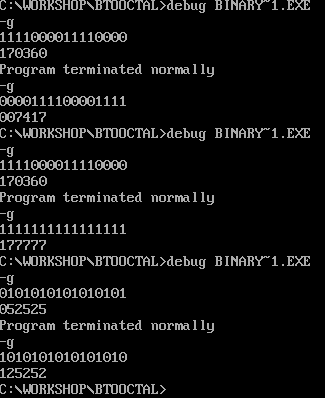 C:\WORKSHOP\BTOOCTAL>debug BINARY~1.EXE
-g
1111000011110000
170360
Program terminated normally
-g
0000111100001111
007417
C:\WORKSHOP\BTOOCTAL>debug BINARY~1.EXE
-g
1111000011110000
170360
Program terminated normally
-g
1111111111111111
177777
C:\WORKSHOP\BTOOCTAL>debug BINARY~1.EXE
-g
0101010101010101
052525
Program terminated normally
-g
1010101010101010
125252
C:\WORKSHOP\BTOOCTAL>